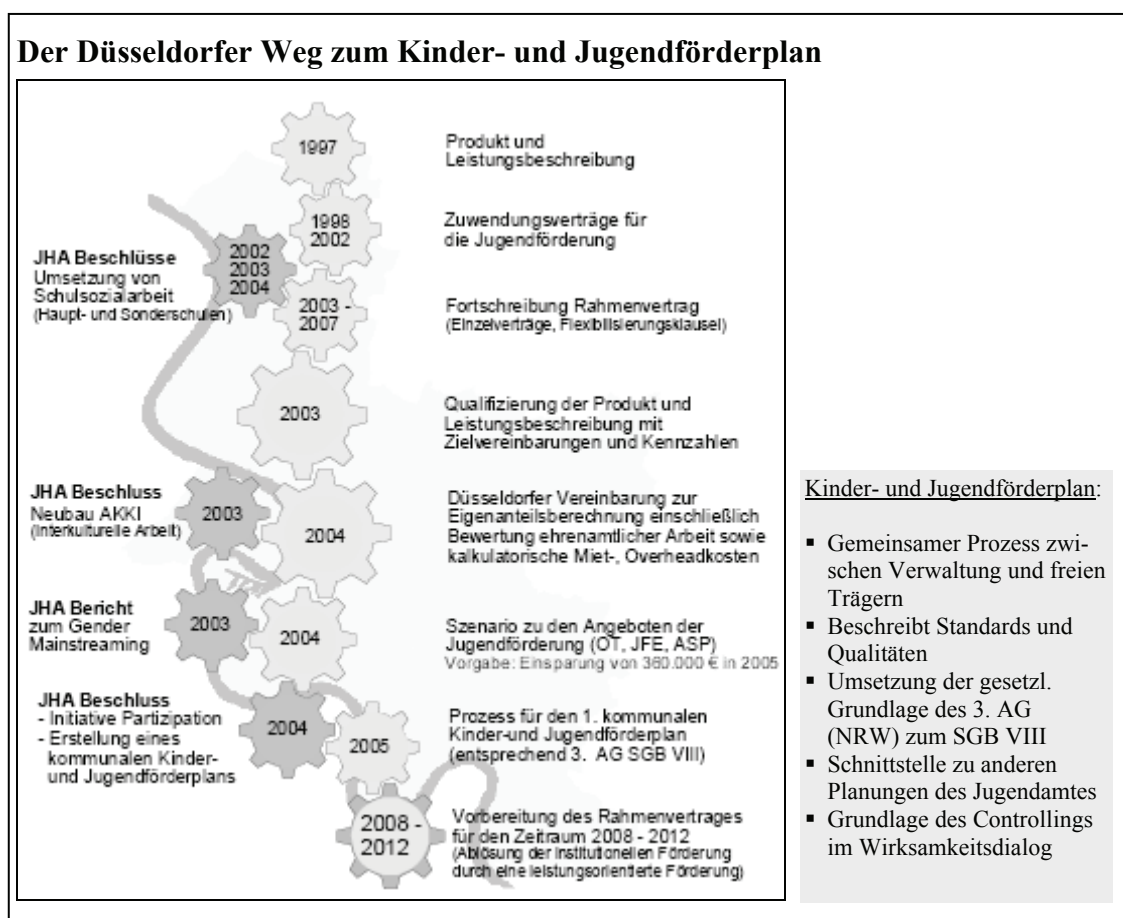 Der Düsseldorfer Weg zum Kinder- und Jugendförderplan
1997
Produkt und
Leistungsbeschreibung
1998
2002
Zuwendungsverträge für
die Jugendförderung
JHA Beschlüsse
Umsetzung von
Schulsozialarbeit
(Haupt- und Sonderschulen)
2002
2003
2004
2003 -
2007
Fortschreibung Rahmenvertrag
(Einzelverträge, Flexibilisierungsklausel)
2003
Qualifizierung der Produkt und
Leistungsbeschreibung mit
Zielvereinbarungen und Kennzahlen
JHA Beschluss
Neubau AKKI
(Interkulturelle Arbeit)
2003
2004
Düsseldorfer Vereinbarung zur
Eigenanteilsberechnung einschließlich
Bewertung ehrenamtlicher Arbeit sowie
kalkulatorische Miet-, Overheadkosten
JHA Bericht
zum Gender
Mainstreaming
2003
2004
Szenario zu den Angeboten der
Jugendförderung (OT, JFE, ASP)
Vorgabe: Einsparung von 360.000 € in 2005
JHA Beschluss
- Initiative Partizipation
- Erstellung eines
kommunalen Kinder-
und Jugendförderplans
2004
2005
Prozess für den 1. kommunalen
Kinder-und Jugendförderplan
(entsprechend 3. AG SGB VIII)
2008 -
2012
Vorbereitung des Rahmenvertrages
für den Zeitraum 2008 - 2012
(Ablösung der Institutionellen Förderung
durch eine leistungsorientierte Förderung)
Kinder- und Jugendförderplan:
▪ Gemeinsamer Prozess zwi-
schen Verwaltung und freien
Trägern
▪ Beschreibt Standards und
Qualitäten
▪ Umsetzung der gesetzl.
Grundlage des 3. AG
(NRW) zum SGB VIII
▪ Schnittstelle zu anderen
Planungen des Jugendamtes
▪ Grundlage des Controllings
im Wirksamkeitsdialog